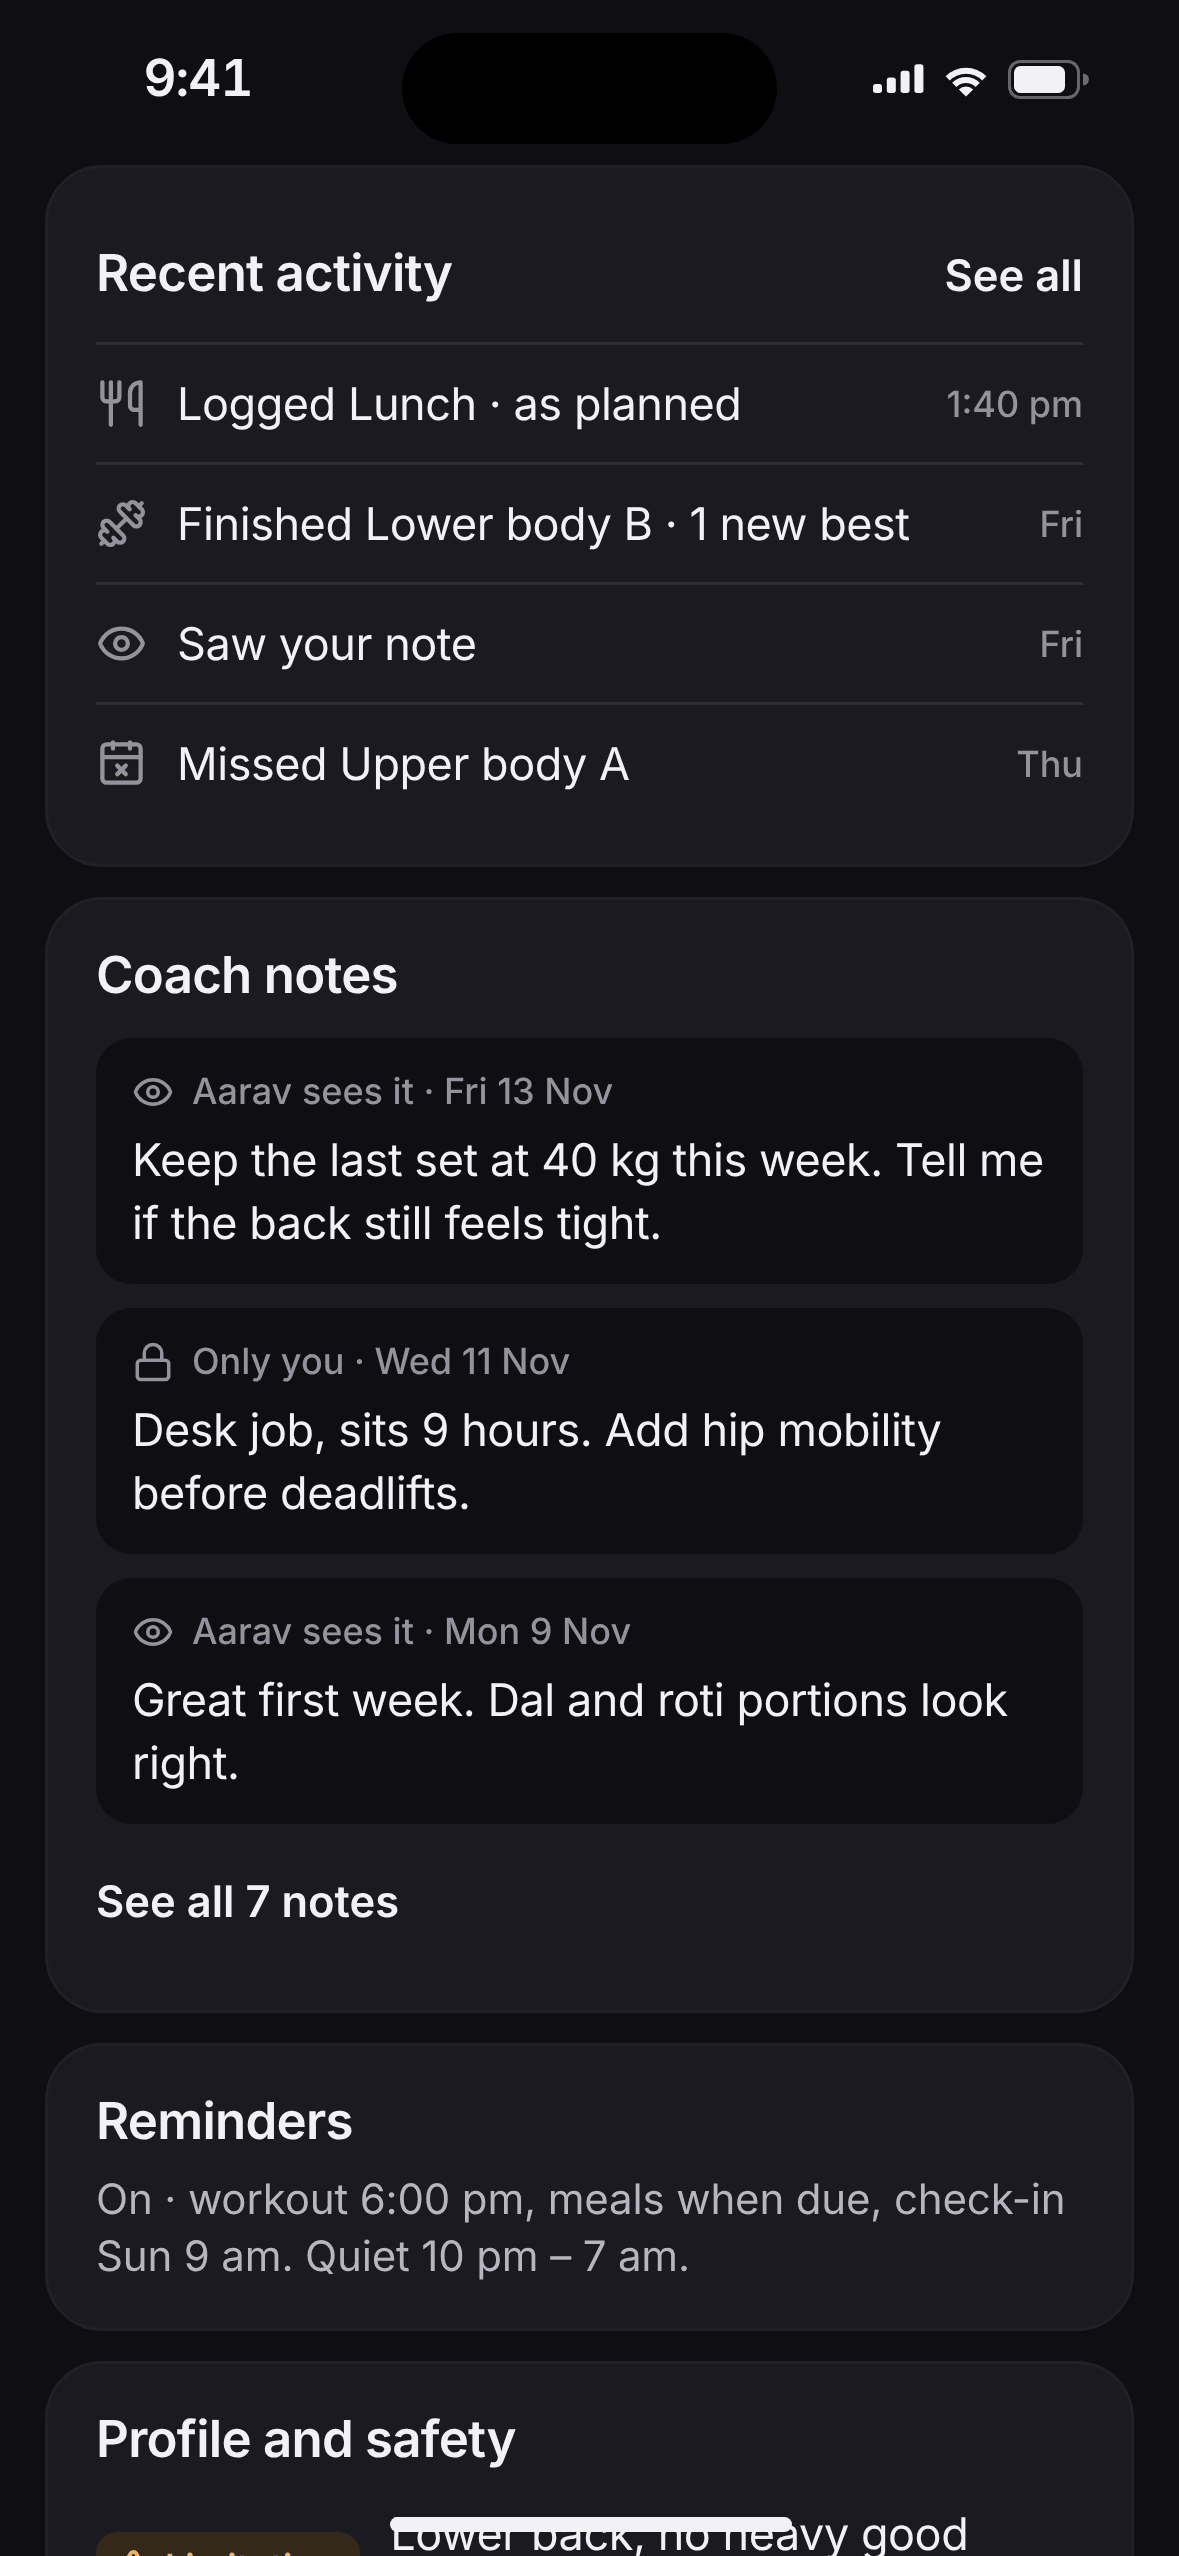 9:41
Recent activity
See all
Logged Lunch · as planned
1:40 pm
Finished Lower body B · 1 new best
Fri
Saw your note
Fri
Missed Upper body A
Thu
Coach notes
Aarav sees it · Fri 13 Nov
Keep the last set at 40 kg this week. Tell me
if the back still feels tight.
Only you · Wed 11 Nov
Desk job, sits 9 hours. Add hip mobility
before deadlifts.
Aarav sees it · Mon 9 Nov
Great first week. Dal and roti portions look
right.
See all 7 notes
Reminders
On · workout 6:00 pm, meals when due, check-in
Sun 9 am. Quiet 10 pm – 7 am.
Profile and safety
Lower back, no heavy good